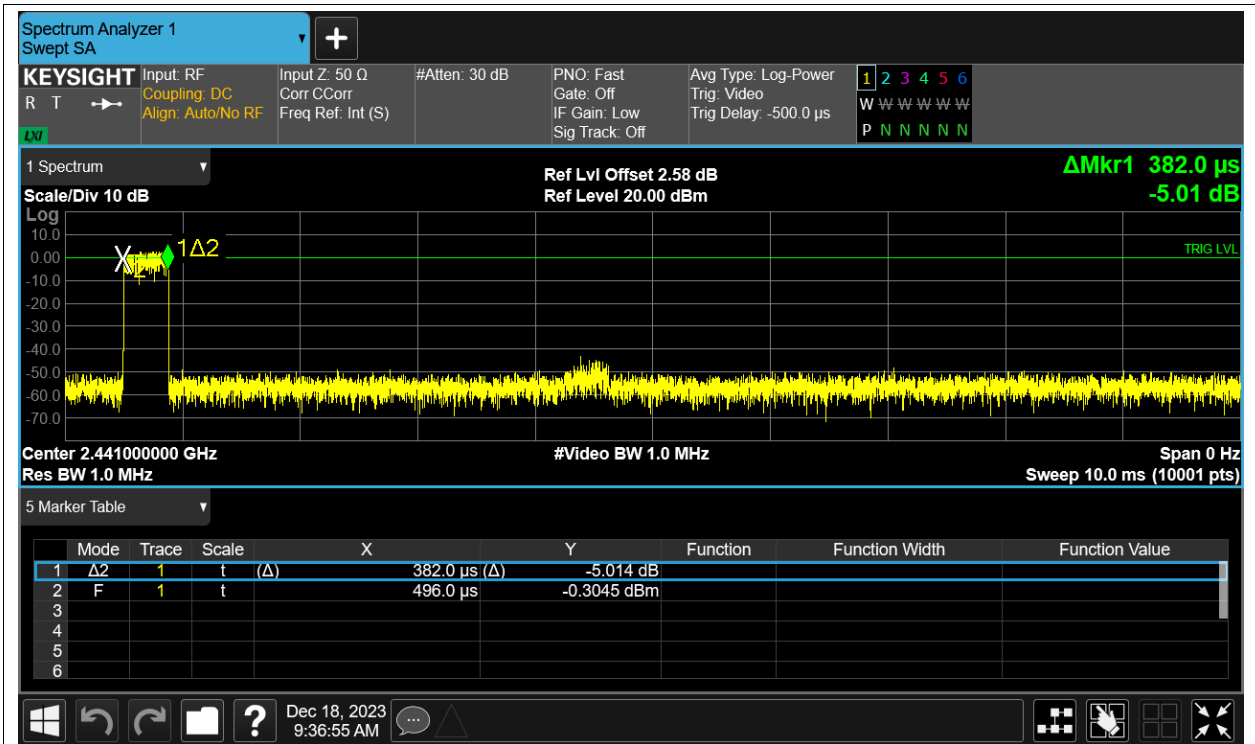 Spectrum Analyzer 1
Swept SA
KEYSIGHT
R T
LXI
Input: RF
Coupling: DC
Align: Auto/No RF
Input Z: 50 Ω
Corr CCorr
Freq Ref: Int (S)
#Atten: 30 dB
PNO: Fast
Gate: Off
IF Gain: Low
Sig Track: Off
Avg Type: Log-Power
Trig: Video
Trig Delay: -500.0 µs
1 2 3 4 5 6
W W W W W W
P N N N N N
1 Spectrum
Scale/Div 10 dB
Ref Lvl Offset 2.58 dB
Ref Level 20.00 dBm
ΔMkr1 382.0 µs
-5.01 dB
Log
10.0
0.00
-10.0
-20.0
-30.0
-40.0
-50.0
-60.0
-70.0
X2
1Δ2
TRIG LVL
Center 2.441000000 GHz
#Video BW 1.0 MHz
Span 0 Hz
Res BW 1.0 MHz
Sweep 10.0 ms (10001 pts)
5 Marker Table
Mode Trace Scale X Y Function Function Width Function Value
1 Δ2 1 t (Δ) 382.0 µs (Δ) -5.014 dB
2 F 1 t 496.0 µs -0.3045 dBm
3
4
5
6
?
Dec 18, 2023
9:36:55 AM